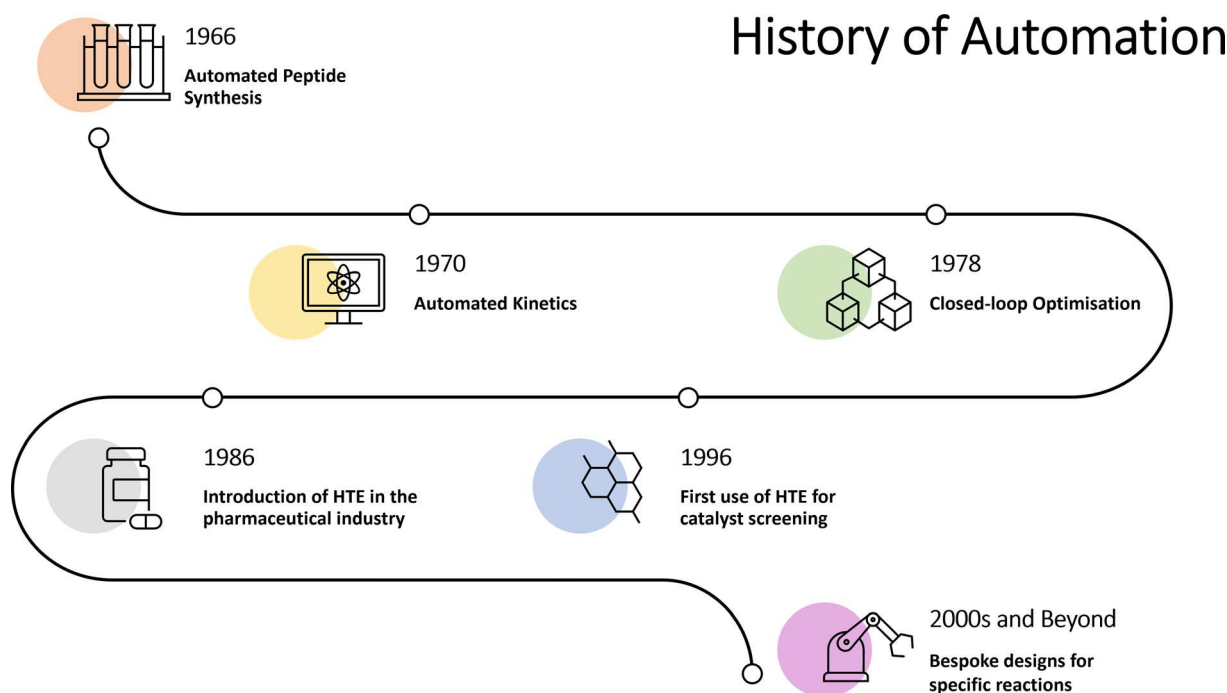 History of Automation
1966
Automated Peptide
Synthesis
1970
Automated Kinetics
1978
Closed-loop Optimisation
1986
Introduction of HTE in the
pharmaceutical industry
1996
First use of HTE for
catalyst screening
2000s and Beyond
Bespoke designs for
specific reactions